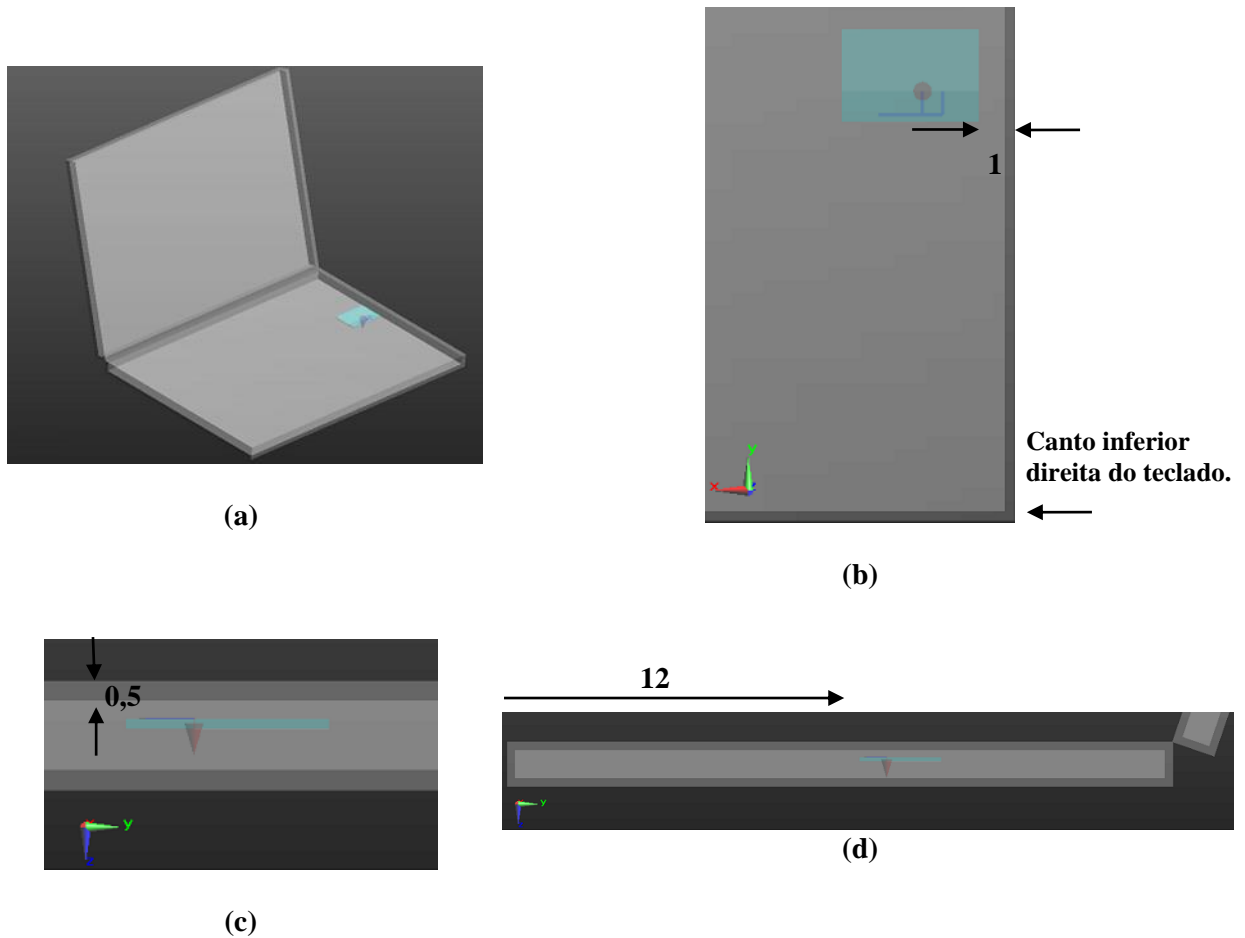 (a)
1
Canto inferior
direita do teclado.
x
y
(b)
0,5
y
z
(c)
12
y
(d)